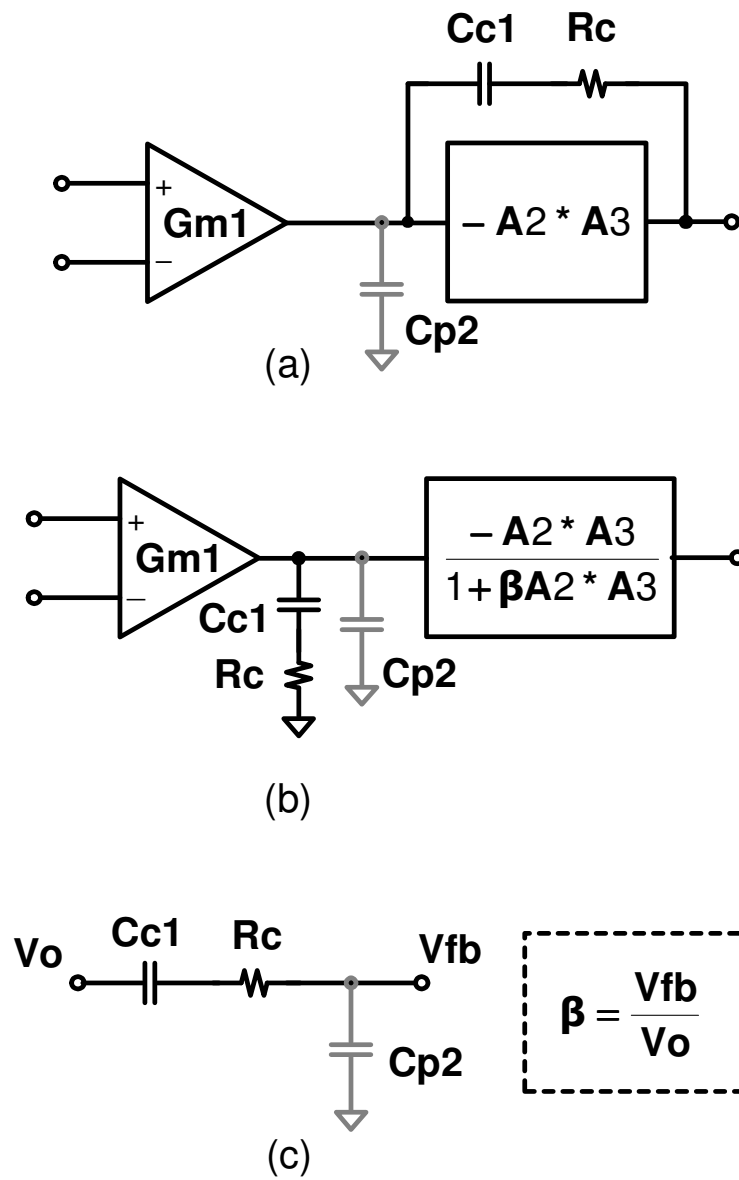 Cc1 Rc
+
Gm1
−
− A2 * A3
Cp2
(a)
+
Gm1
−
− A2 * A3
1 + βA2 * A3
Cc1
Rc
Cp2
(b)
Vo Cc1 Rc Vfb
Cp2
β = Vfb
Vo
(c)